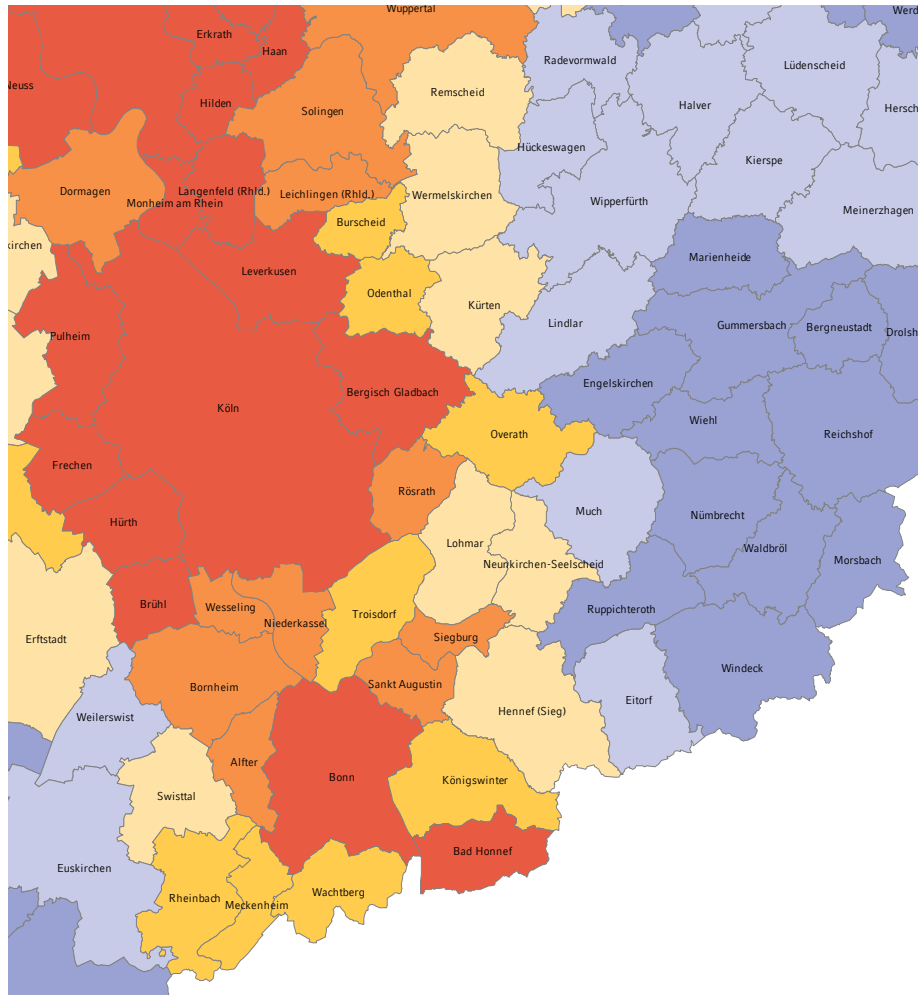 Wuppertal
Werd
Erkrath
Haan
Radevormwald
Lüdenscheid
Neuss
Remscheid
Hilden
Solingen
Halver
Hersch
Hückeswagen
Kierspe
Dormagen
Langenfeld (Rhld.)
Leichlingen (Rhld.)
Wermelskirchen
Monheim am Rhein
Wipperfürth
Meinerzhagen
Burscheid
kirchen
Marienheide
Leverkusen
Odenthal
Kürten
Lindlar
Gummersbach
Bergneustadt
Drolsh
Pulheim
Engelskirchen
Bergisch Gladbach
Köln
Wiehl
Overath
Reichshof
Frechen
Rösrath
Much
Nümbrecht
Hürth
Lohmar
Waldbröl
Neunkirchen-Seelscheid
Morsbach
Brühl
Wesseling
Ruppichteroth
Troisdorf
Niederkassel
Erftstadt
Siegburg
Windeck
Bornheim
Sankt Augustin
Eitorf
Hennef (Sieg)
Weilerswist
Alfter
Bonn
Königswinter
Swisttal
Bad Honnef
Euskirchen
Wachtberg
Rheinbach
Meckenheim